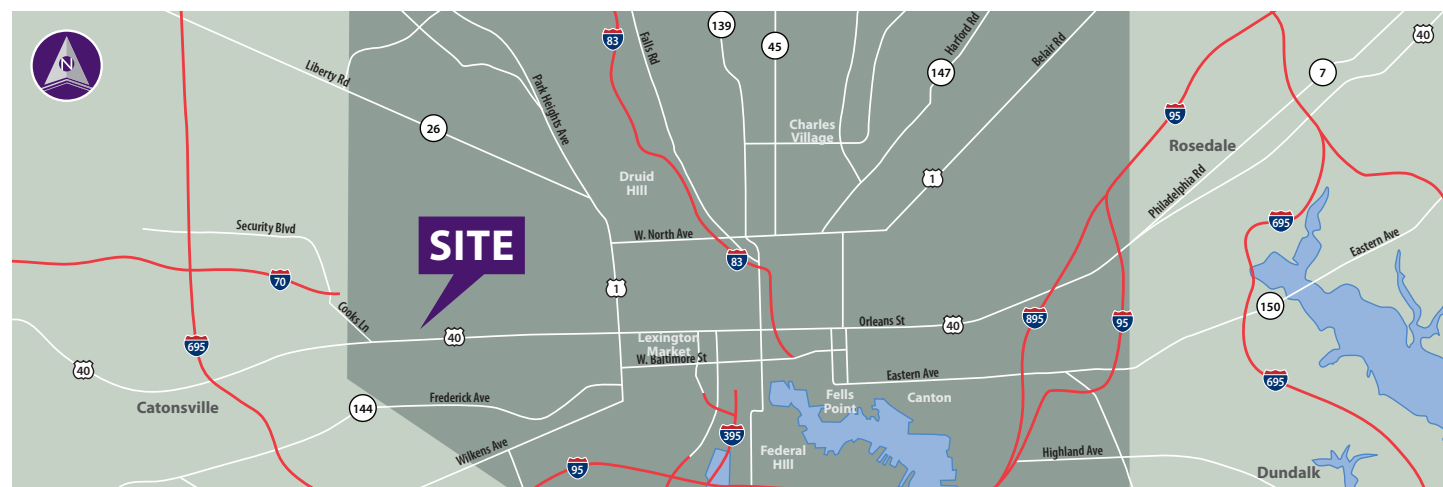 N
Liberty Rd
26
Park Heights Ave
83
Falls Rd
139
45
Harford Rd
147
Belair Rd
40
7
95
Rosedale
Charles
Village
Druid
HIll
1
Philadelphia Rd
Security Blvd
SITE
W. North Ave
83
695
Eastern Ave
70
Cooks Ln
1
150
695
40
40
Lexington
Market
W. Baltimore St
Orleans St
40
895
95
40
Catonsville
144
Frederick Ave
Eastern Ave
Fells
Point
Canton
695
Wilkens Ave
95
395
Federal
HIll
Highland Ave
Dundalk